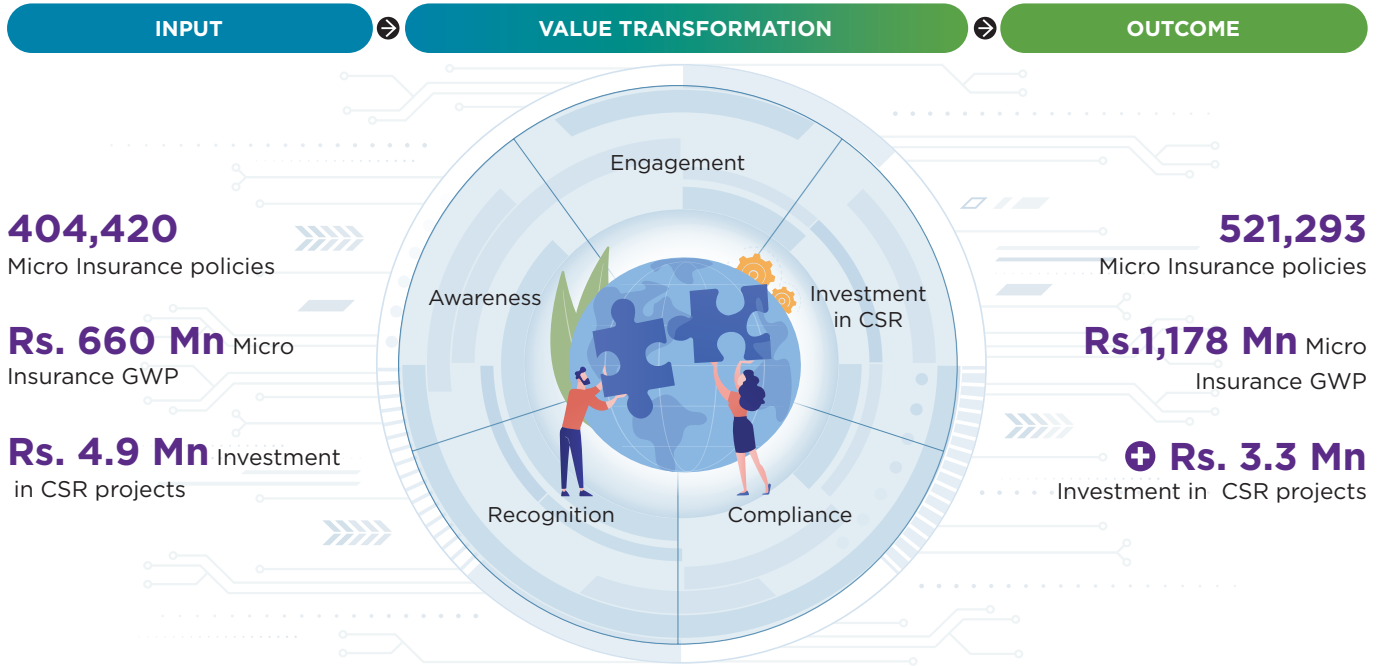 INPUT
VALUE TRANSFORMATION
OUTCOME
404,420
Micro Insurance policies
Rs. 660 Mn Micro
Insurance GWP
Rs. 4.9 Mn Investment
in CSR projects
Engagement
Awareness
Investment
in CSR
Recognition
Compliance
521,293
Micro Insurance policies
Rs.1,178 Mn Micro
Insurance GWP
Rs. 3.3 Mn
Investment in CSR projects